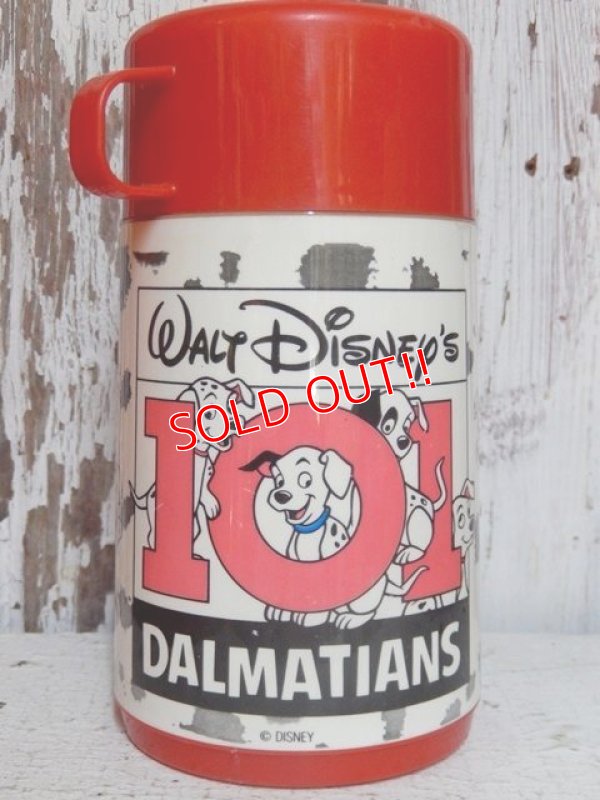 WALT DISNEY'S
SOLD OUT!!
101
DALMATIANS
© DISNEY